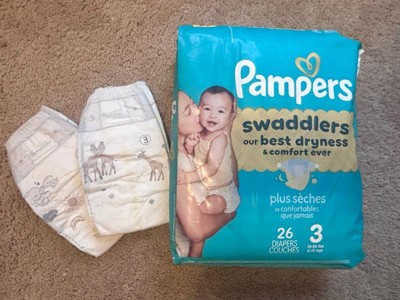 Pampers
swaddlers
our best dryness
& comfort ever
plus sèches
et confortables
que jamais
26
DIAPERS
COUCHES
3
3